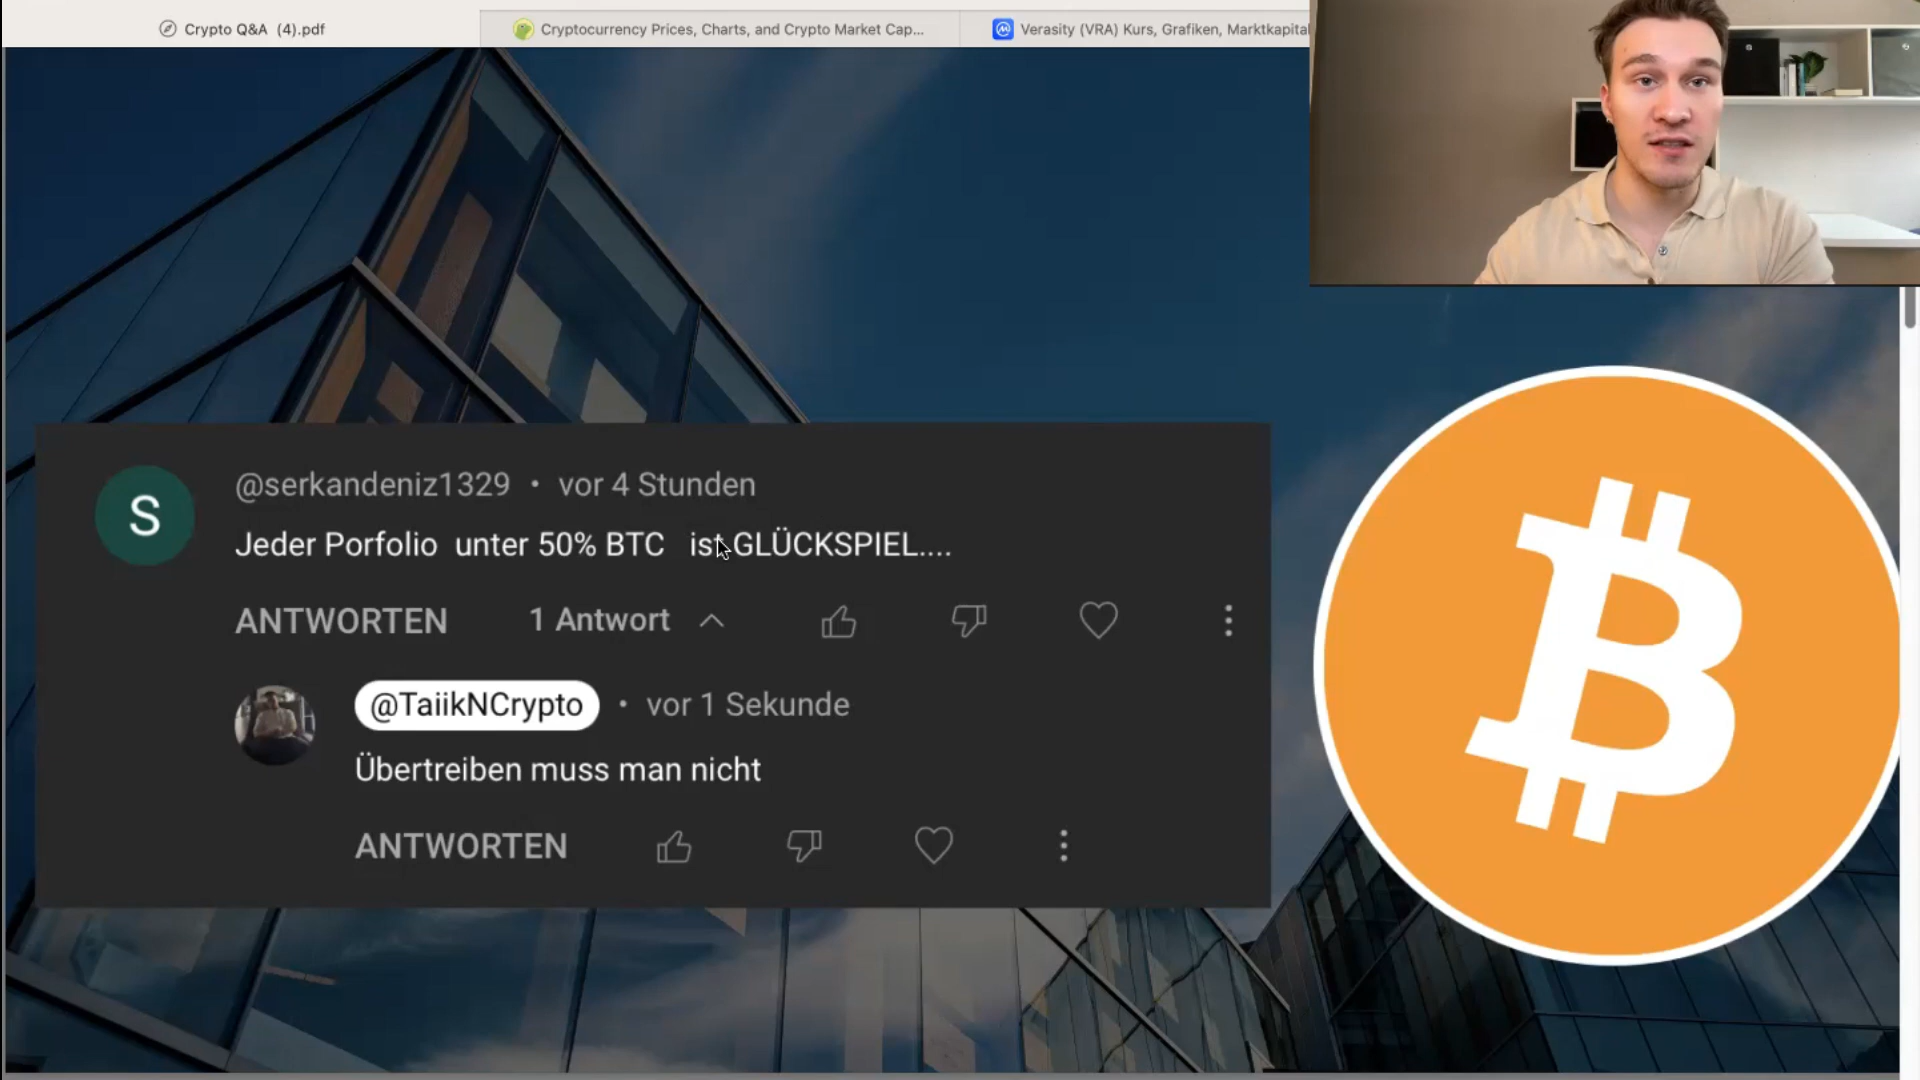 Crypto Q&A (4).pdf
Cryptocurrency Prices, Charts, and Crypto Market Cap...
Verasity (VRA) Kurs, Grafiken, Marktkapital
S
@serkandeniz1329 • vor 4 Stunden
Jeder Porfolio unter 50% BTC ist GLÜCKSPIEL....
ANTWORTEN 1 Antwort
@TaiikNCrypto • vor 1 Sekunde
Übertreiben muss man nicht
ANTWORTEN